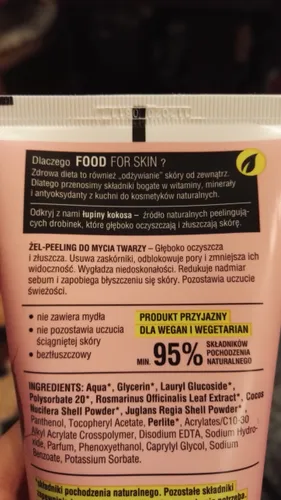 Dlaczego FOOD FOR SKIN ?
Zdrowa dieta to również „odżywianie” skóry od zewnątrz.
Dlatego przenosimy składniki bogate w witaminy, minerały
i antyoksydanty z kuchni do kosmetyków naturalnych.
Odkryj z nami łupiny kokosa – źródło naturalnych peelingują-
cych drobinek, które głęboko oczyszczają i złuszczają skórę.
ŻEL-PEELING DO MYCIA TWARZY – Głęboko oczyszcza
i złuszcza. Usuwa zaskórniki, odblokowuje pory i zmniejsza ich
widoczność. Wygładza niedoskonałości. Redukuje nadmiar
sebum i zapobiega błyszczeniu się skóry. Pozostawia uczucie
świeżości.
• nie zawiera mydła
• nie pozostawia uczucia
ściągniętej skóry
• beztłuszczowy
PRODUKT PRZYJAZNY
DLA WEGAN I WEGETARIAN
MIN. 95% SKŁADNIKÓW
POCHODZENIA
NATURALNEGO
INGREDIENTS: Aqua*, Glycerin*, Lauryl Glucoside*,
Polysorbate 20*, Rosmarinus Officinalis Leaf Extract*, Cocos
Nucifera Shell Powder*, Juglans Regia Shell Powder*,
Panthenol, Tocopheryl Acetate, Perlite*, Acrylates/C10-30
Alkyl Acrylate Crosspolymer, Disodium EDTA, Sodium Hydro-
xide, Parfum, Phenoxyethanol, Caprylyl Glycol, Sodium
Benzoate, Potassium Sorbate.
składniki pochodzenia naturalnego. Pozostałe składniki